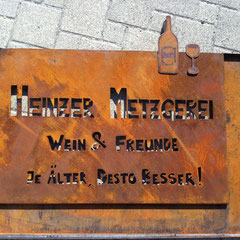 HEINZER METZGEREI
WEIN & FREUNDE
JE ÄLTER, DESTO BESSER!